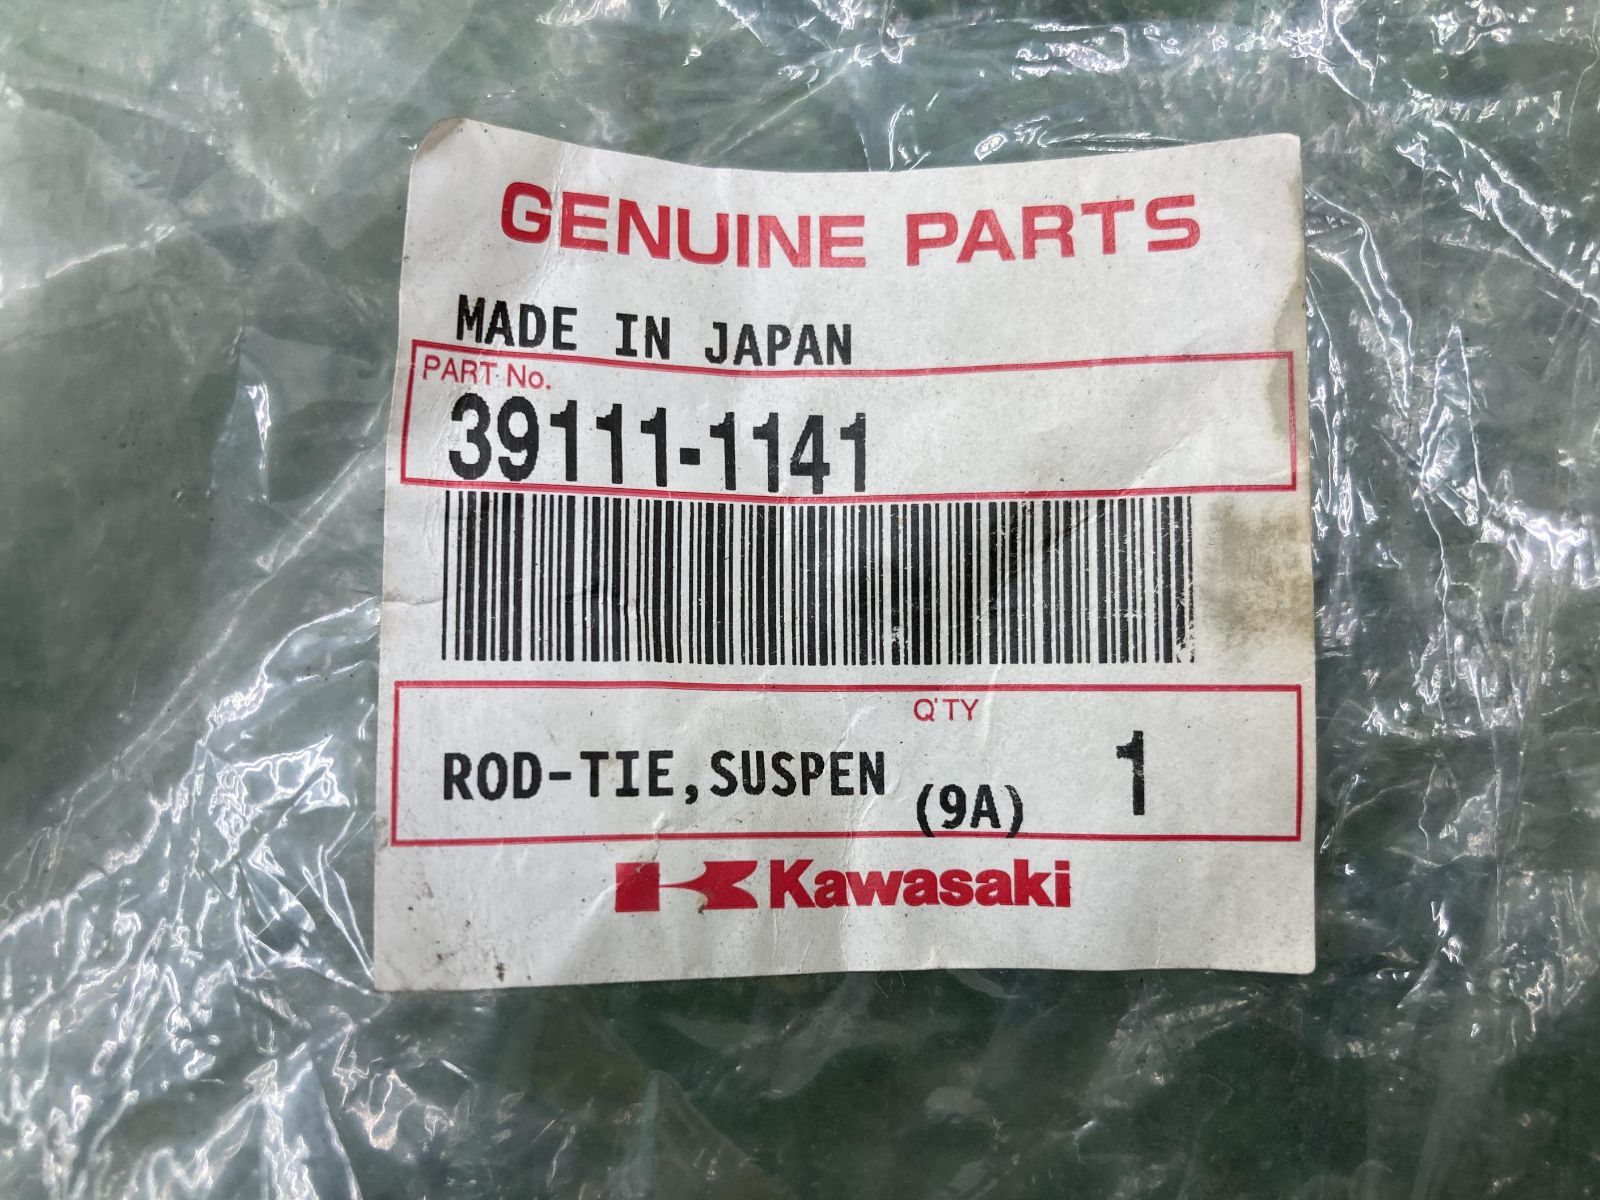 GENUINE PARTS
MADE IN JAPAN
PART No.
39111-1141
Q'TY
ROD-TIE,SUSPEN (9A) 1
Kawasaki